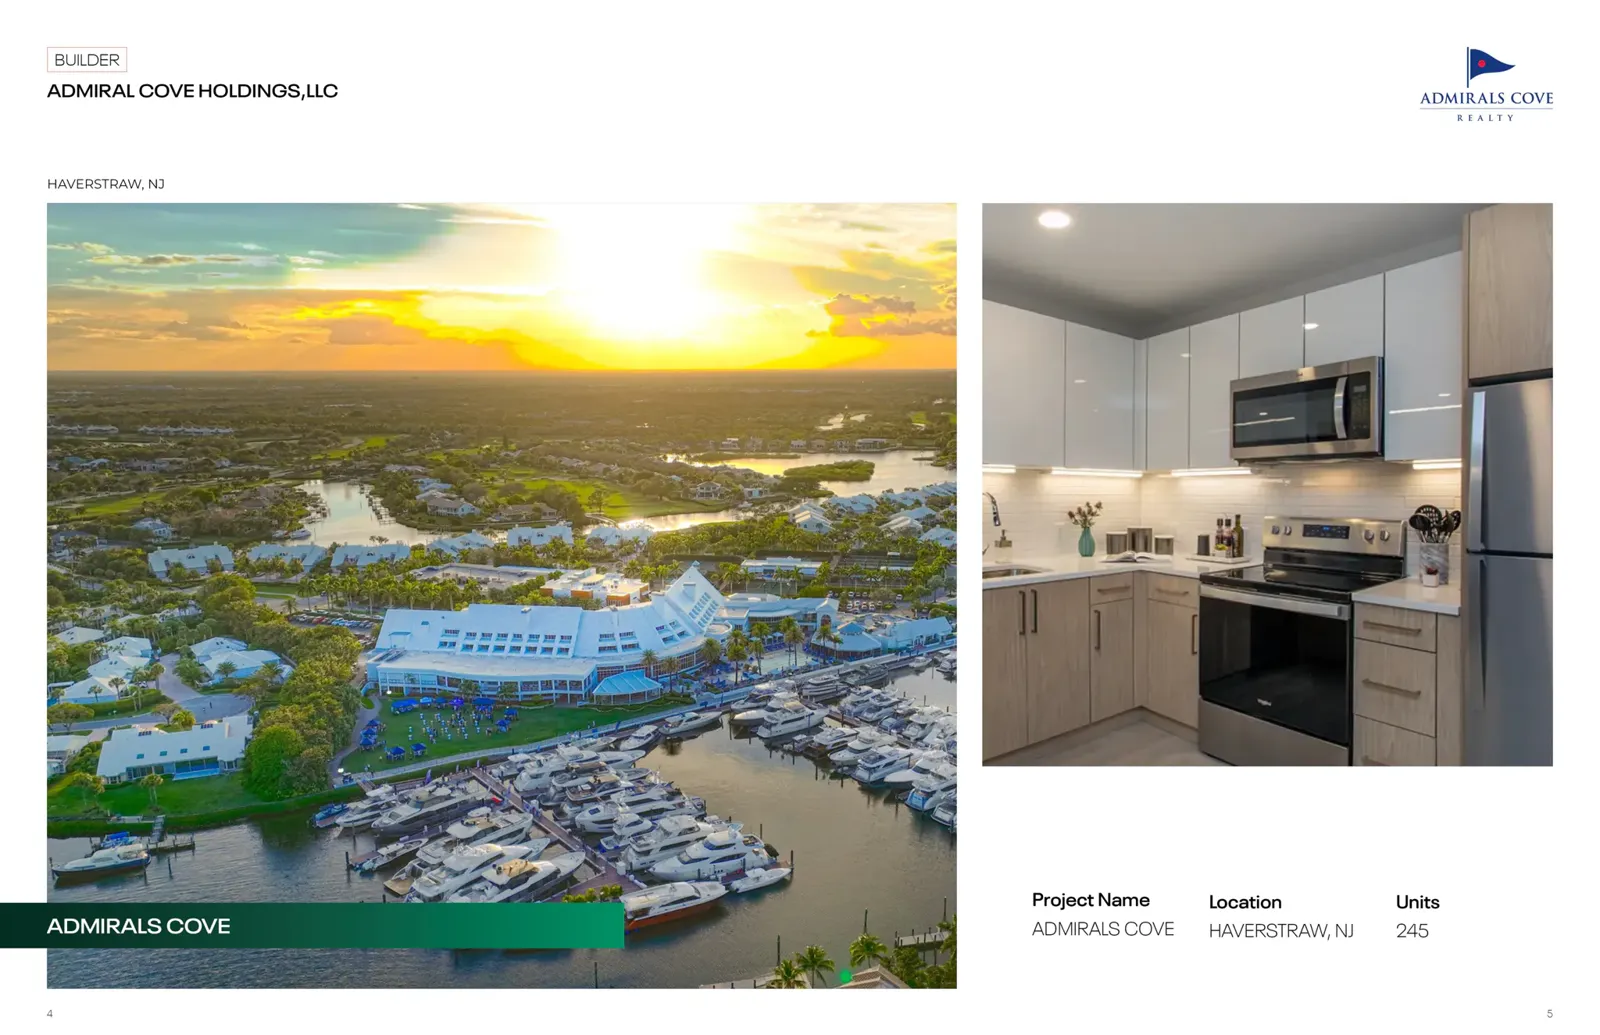 BUILDER
ADMIRAL COVE HOLDINGS,LLC
ADMIRALS COVE
REALTY
HAVERSTRAW, NJ
ADMIRALS COVE
Project Name
ADMIRALS COVE
Location
HAVERSTRAW, NJ
Units
245
4
5